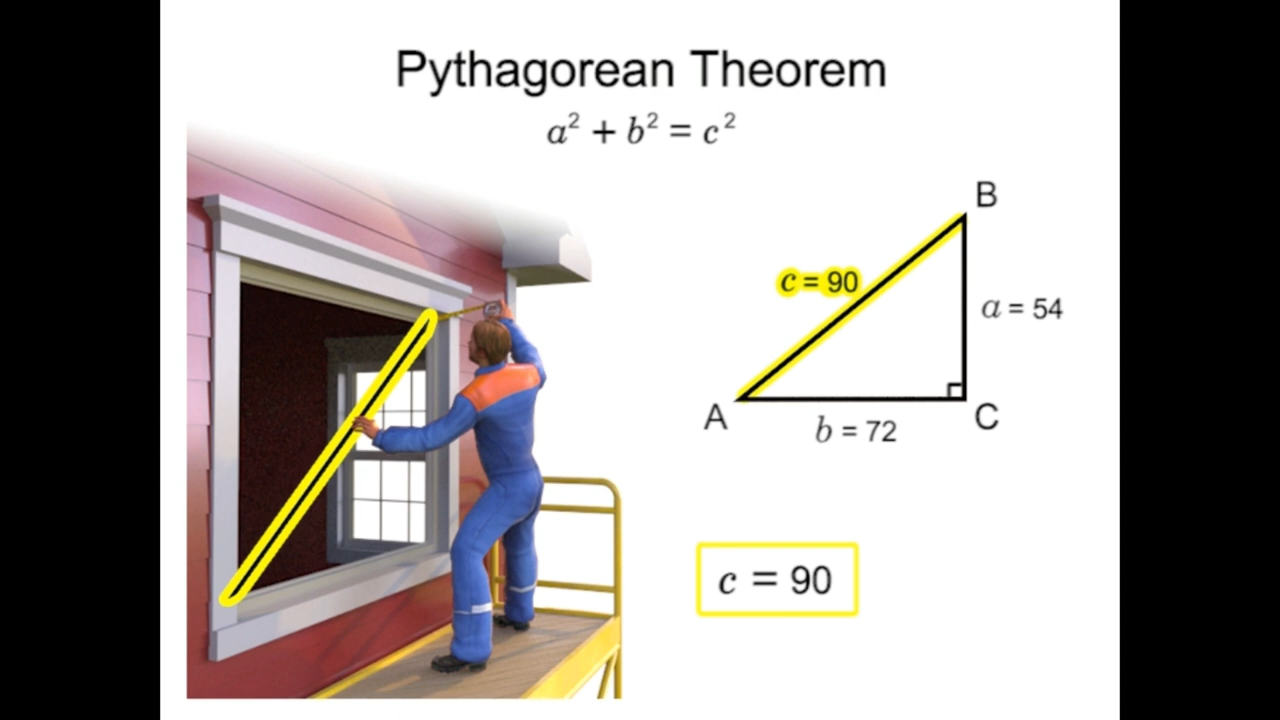 Pythagorean Theorem
a² + b² = c²
B
c = 90
a = 54
A
C
b = 72
c = 90